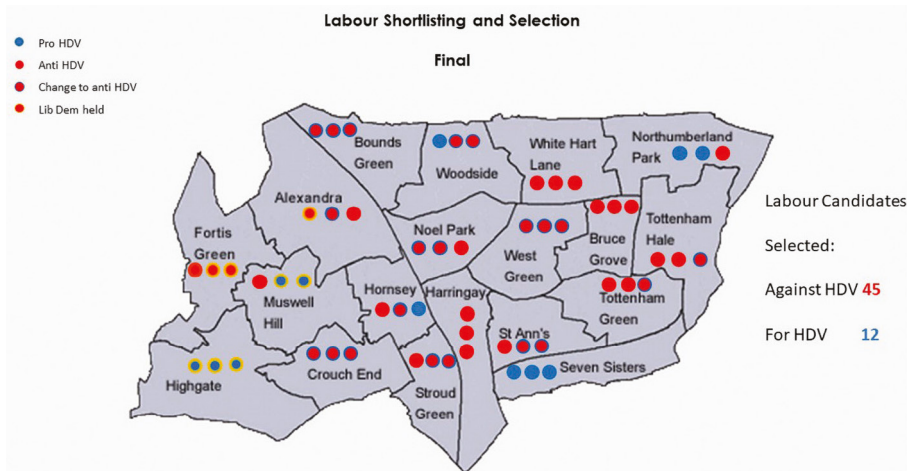 Labour Shortlisting and Selection
Final
Pro HDV
Anti HDV
Change to anti HDV
Lib Dem held
Bounds
Green
Woodside
White Hart
Lane
Northumberland
Park
Alexandra
Noel Park
West
Green
Bruce
Grove
Tottenham
Hale
Fortis
Green
Muswell
Hill
Hornsey
Harringay
Tottenham
Green
St Ann's
Highgate
Crouch End
Stroud
Green
Seven Sisters
Labour Candidates
Selected:
Against HDV 45
For HDV 12